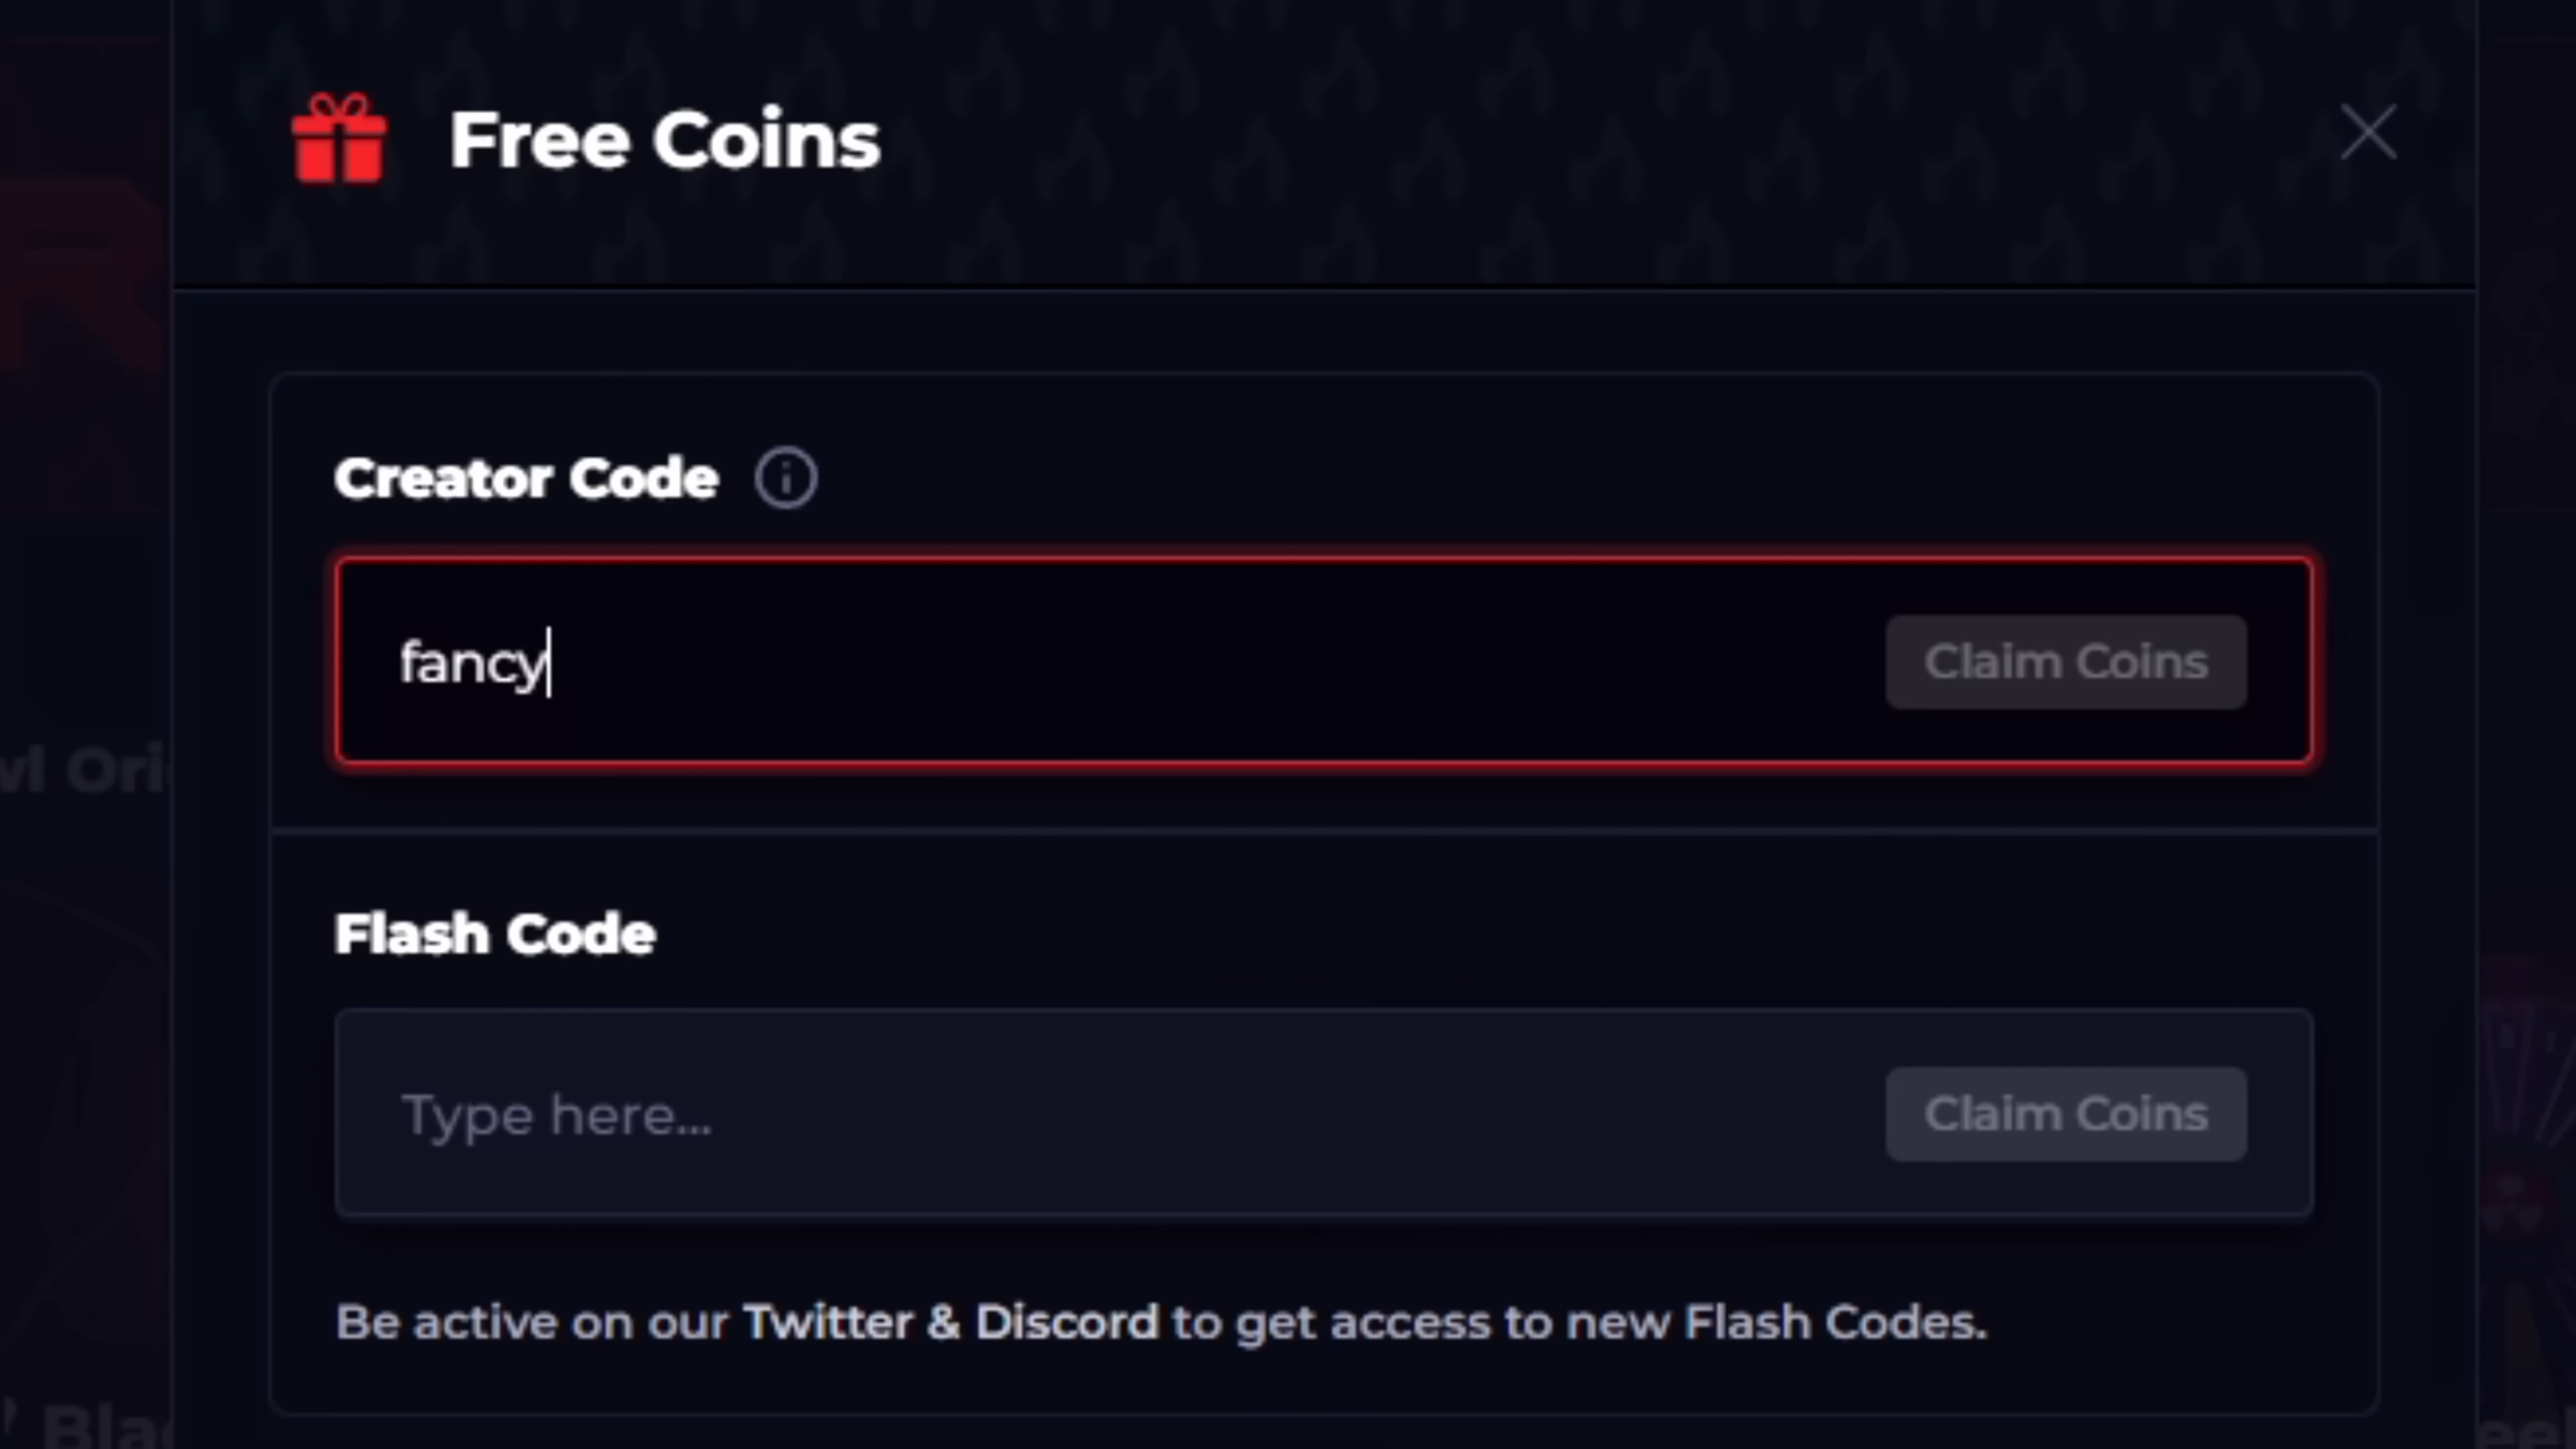 Free Coins
Creator Code
fancy
Claim Coins
Flash Code
Type here...
Claim Coins
Be active on our Twitter & Discord to get access to new Flash Codes.